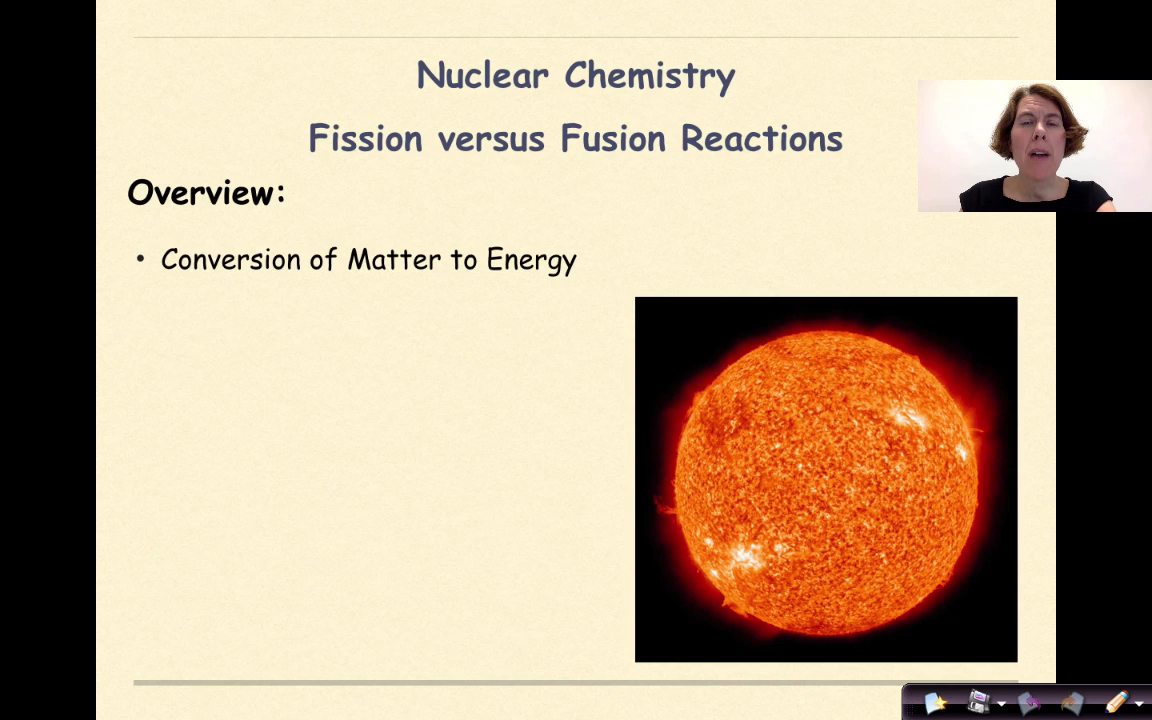 Nuclear Chemistry
Fission versus Fusion Reactions
Overview:
• Conversion of Matter to Energy